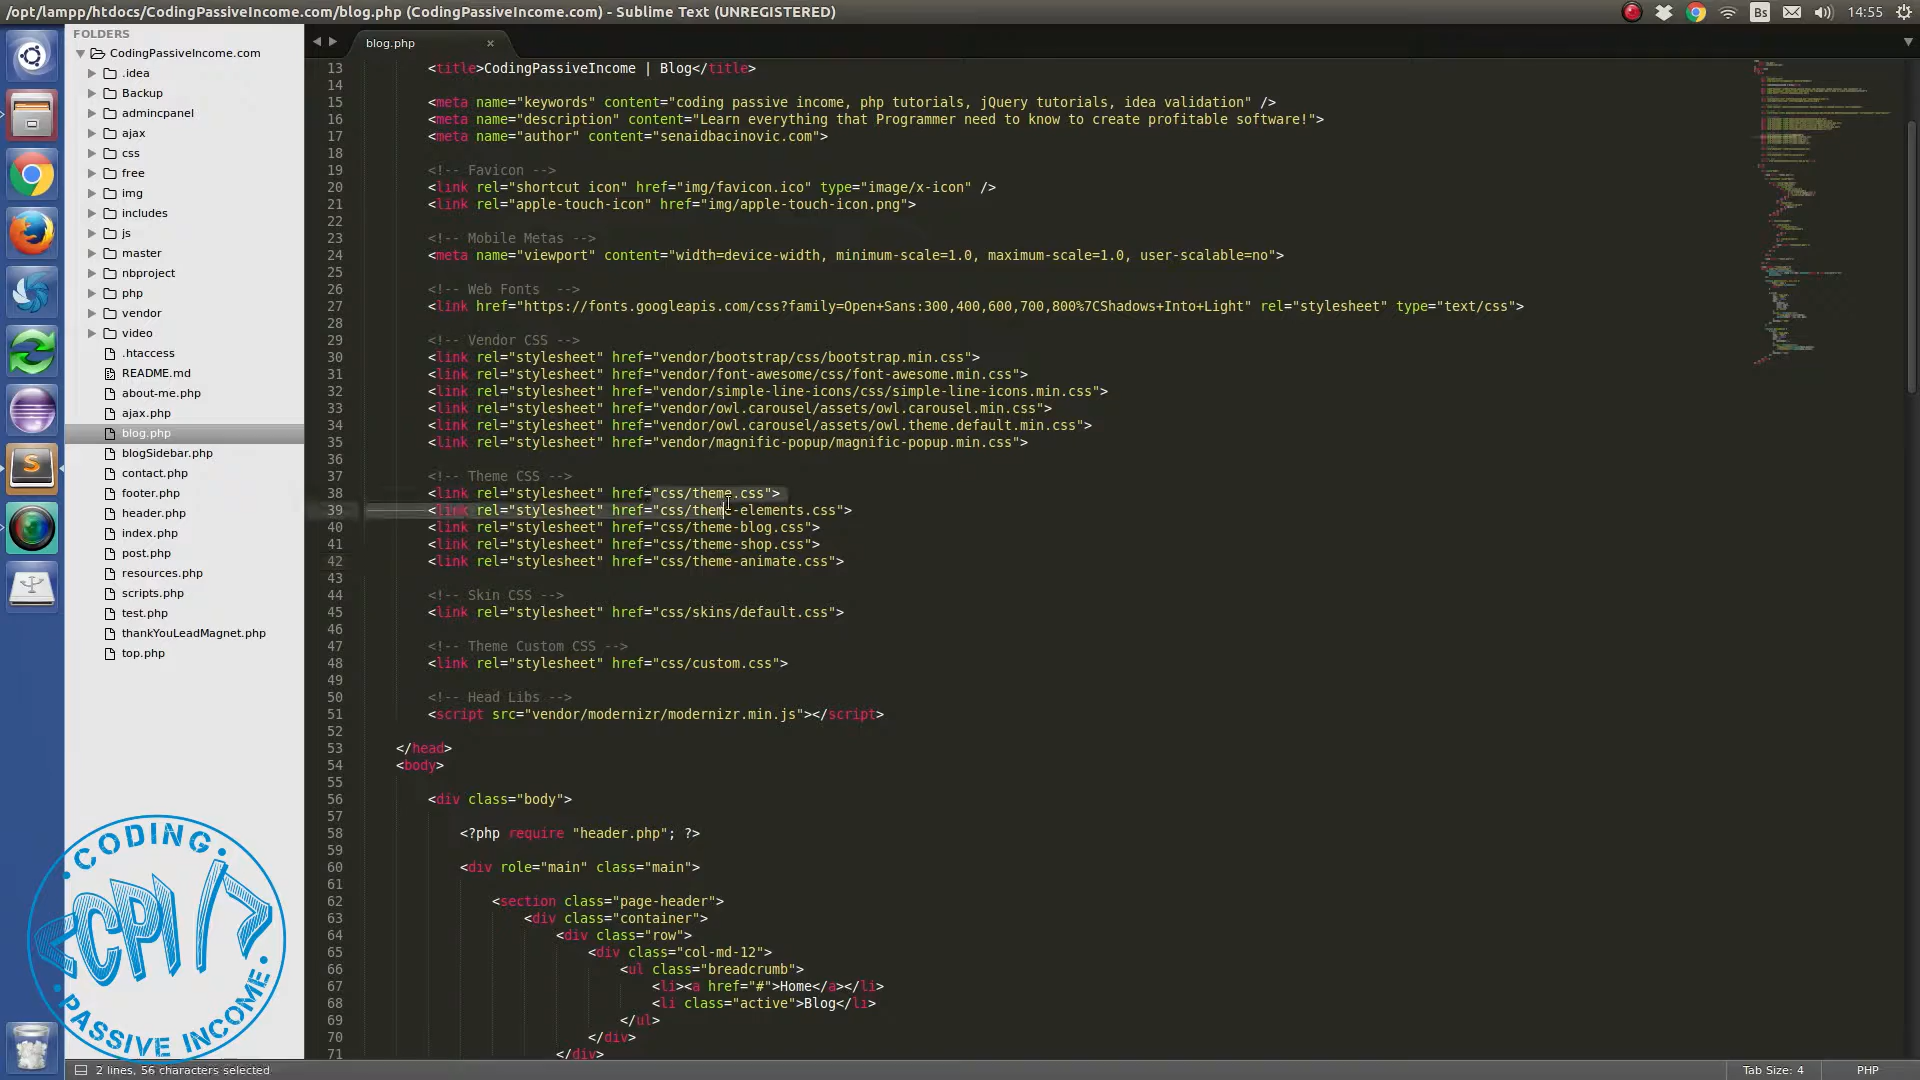 /opt/lampp/htdocs/CodingPassiveIncome.com/blog.php (CodingPassiveIncome.com) - Sublime Text (UNREGISTERED)
Bs
14:55
FOLDERS
CodingPassiveIncome.com
.idea
Backup
admincpanel
ajax
css
free
img
includes
js
master
nbproject
php
vendor
video
.htaccess
README.md
about-me.php
ajax.php
blog.php
blogSidebar.php
contact.php
footer.php
header.php
index.php
post.php
resources.php
scripts.php
test.php
thankYouLeadMagnet.php
top.php
blog.php
13 <title>CodingPassiveIncome | Blog</title>
14
15 <meta name="keywords" content="coding passive income, php tutorials, jQuery tutorials, idea validation" />
16 <meta name="description" content="Learn everything that Programmer need to know to create profitable software!">
17 <meta name="author" content="senaidbacinovic.com">
18
19 <!-- Favicon -->
20 <link rel="shortcut icon" href="img/favicon.ico" type="image/x-icon" />
21 <link rel="apple-touch-icon" href="img/apple-touch-icon.png">
22
23 <!-- Mobile Metas -->
24 <meta name="viewport" content="width=device-width, minimum-scale=1.0, maximum-scale=1.0, user-scalable=no">
25
26 <!-- Web Fonts  -->
27 <link href="https://fonts.googleapis.com/css?family=Open+Sans:300,400,600,700,800%7CShadows+Into+Light" rel="stylesheet" type="text/css">
28
29 <!-- Vendor CSS -->
30 <link rel="stylesheet" href="vendor/bootstrap/css/bootstrap.min.css">
31 <link rel="stylesheet" href="vendor/font-awesome/css/font-awesome.min.css">
32 <link rel="stylesheet" href="vendor/simple-line-icons/css/simple-line-icons.min.css">
33 <link rel="stylesheet" href="vendor/owl.carousel/assets/owl.carousel.min.css">
34 <link rel="stylesheet" href="vendor/owl.carousel/assets/owl.theme.default.min.css">
35 <link rel="stylesheet" href="vendor/magnific-popup/magnific-popup.min.css">
36
37 <!-- Theme CSS -->
38 <link rel="stylesheet" href="css/theme.css">
39 <link rel="stylesheet" href="css/theme-elements.css">
40 <link rel="stylesheet" href="css/theme-blog.css">
41 <link rel="stylesheet" href="css/theme-shop.css">
42 <link rel="stylesheet" href="css/theme-animate.css">
43
44 <!-- Skin CSS -->
45 <link rel="stylesheet" href="css/skins/default.css">
46
47 <!-- Theme Custom CSS -->
48 <link rel="stylesheet" href="css/custom.css">
49
50 <!-- Head Libs -->
51 <script src="vendor/modernizr/modernizr.min.js"></script>
52
53 </head>
54 <body>
55
56 <div class="body">
57
58 <?php require "header.php"; ?>
59
60 <div role="main" class="main">
61
62 <section class="page-header">
63 <div class="container">
64 <div class="row">
65 <div class="col-md-12">
66 <ul class="breadcrumb">
67 <li><a href="#">Home</a></li>
68 <li class="active">Blog</li>
69 </ul>
70 </div>
71 </div>
CODING
<CPI/>
PASSIVE INCOME
2 lines, 56 characters selected
Tab Size: 4
PHP